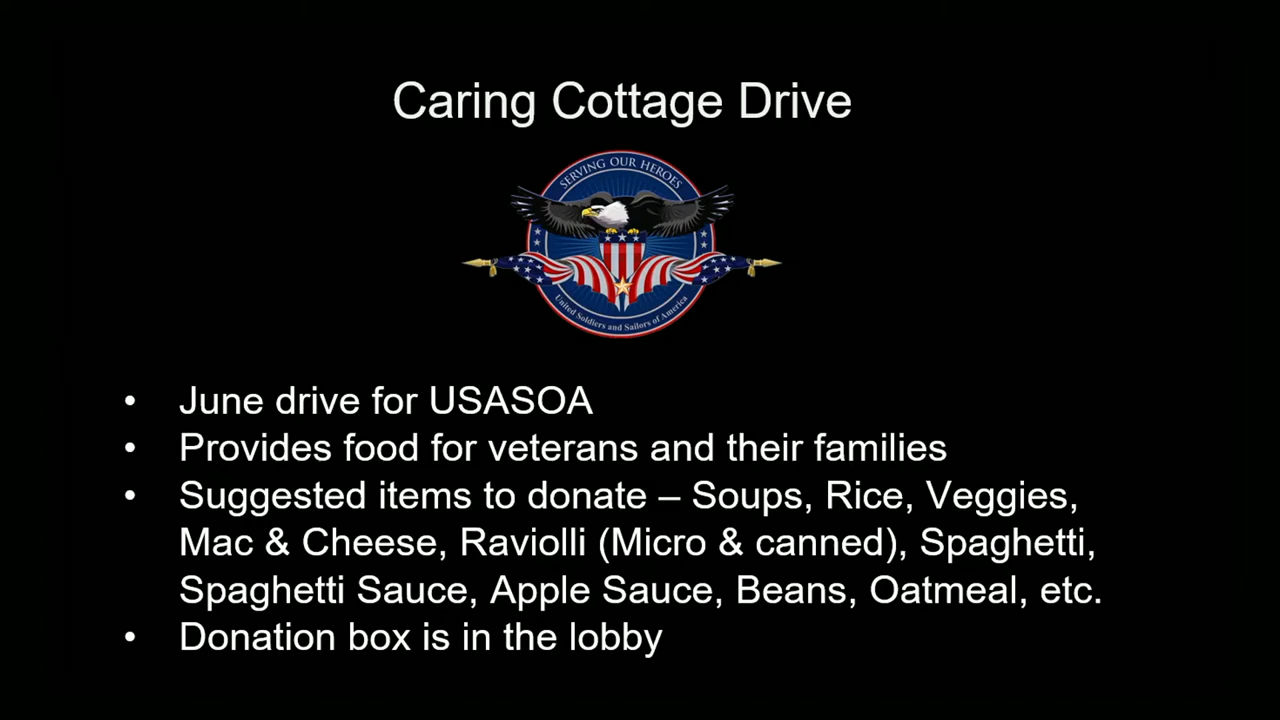 Caring Cottage Drive
SERVING OUR HEROES
United Soldiers and Sailors of America
• June drive for USASOA
• Provides food for veterans and their families
• Suggested items to donate – Soups, Rice, Veggies,
Mac & Cheese, Raviolli (Micro & canned), Spaghetti,
Spaghetti Sauce, Apple Sauce, Beans, Oatmeal, etc.
• Donation box is in the lobby